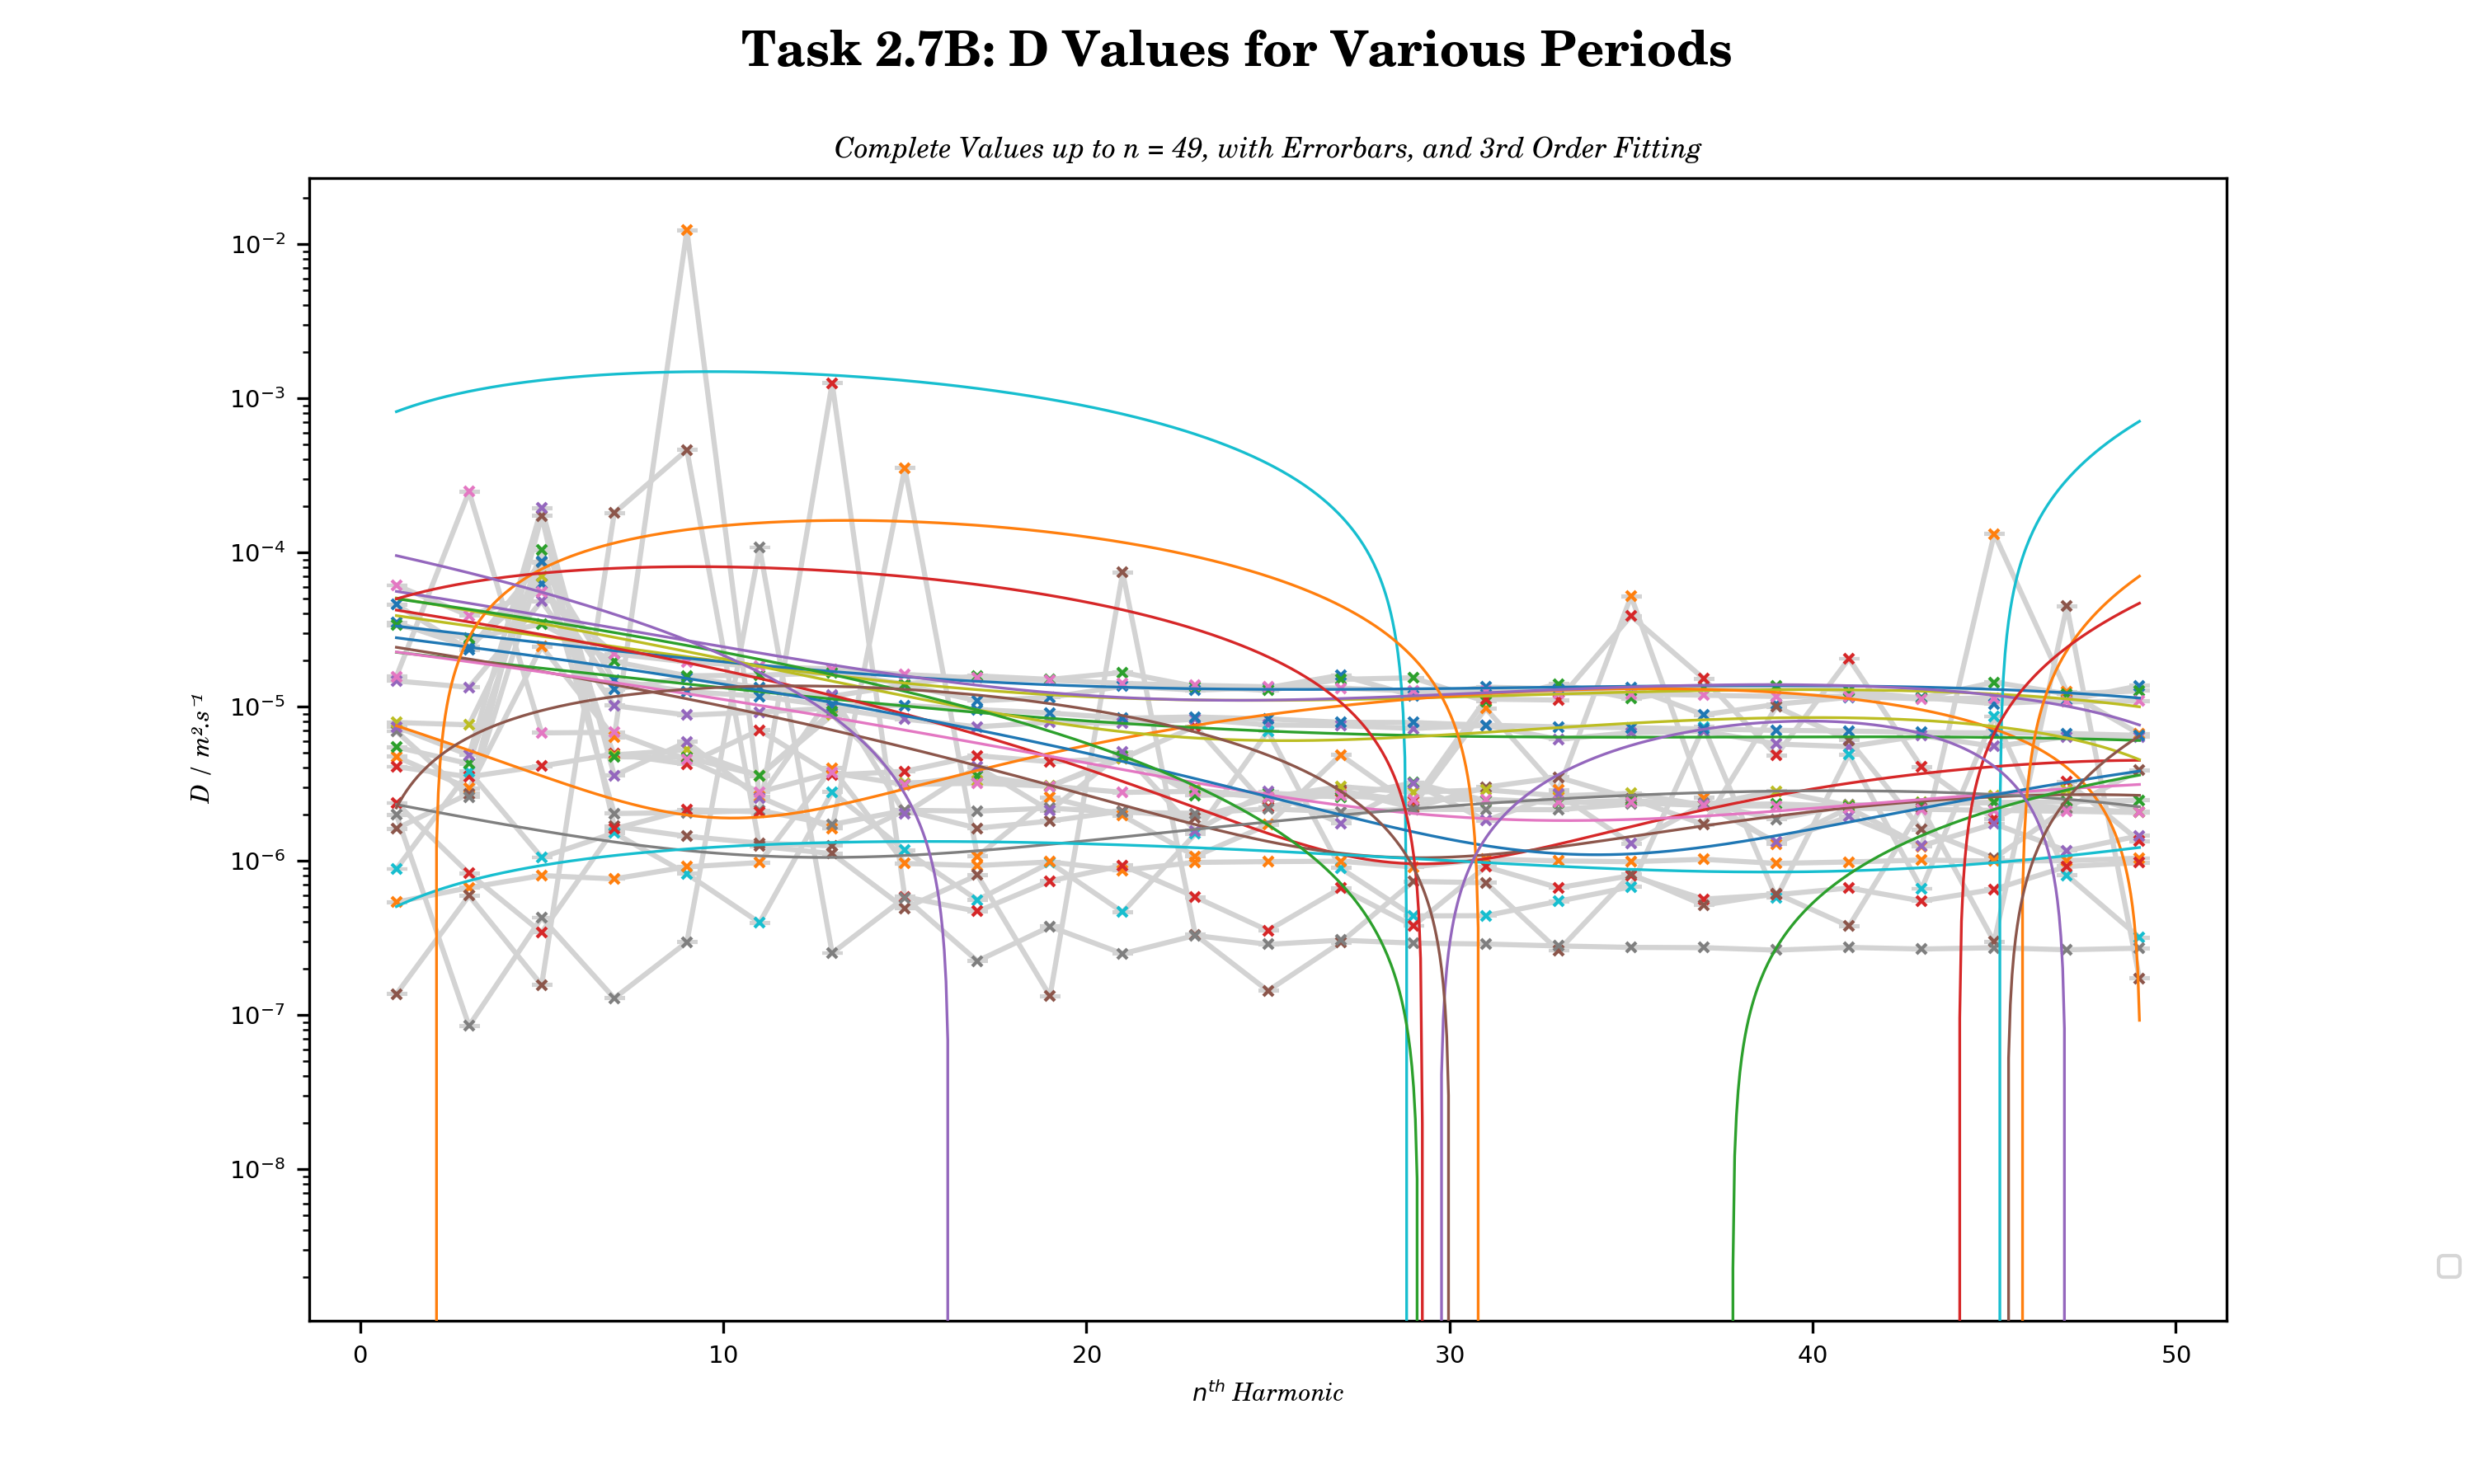 Task 2.7B: D Values for Various Periods
Complete Values up to n = 49, with Errorbars, and 3rd Order Fitting
D / m².s⁻¹
10⁻²
10⁻³
10⁻⁴
10⁻⁵
10⁻⁶
10⁻⁷
10⁻⁸
0 10 20 30 40 50
nᵗʰ Harmonic